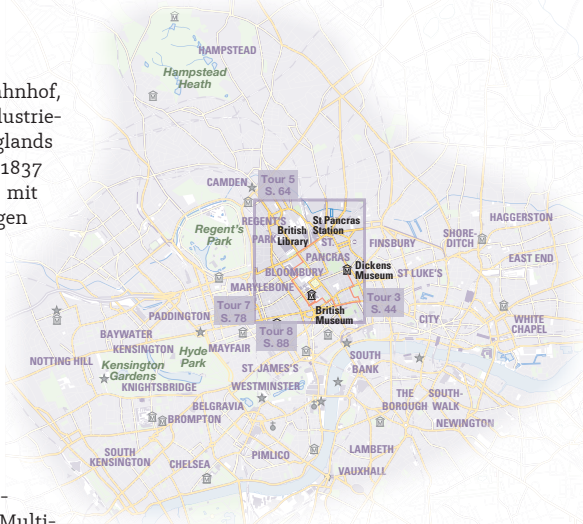 HAMPSTEAD
Hampstead
Heath
ahnhof,
dustrie-
glands
1837
mit
gen
CAMDEN
Tour 5
S. 64
REGENT'S
PARK
Regent's
Park
British
Library
St Pancras
Station
ST.
PANCRAS
FINSBURY
SHORE-
DITCH
HAGGERSTON
EAST END
BLOOMBURY
Dickens
Museum
ST LUKE'S
MARYLEBONE
Tour 7
S. 78
British
Museum
Tour 3
S. 44
PADDINGTON
Tour 8
S. 88
CITY
WHITE
CHAPEL
BAYWATER
KENSINGTON
Hyde
Park
MAYFAIR
NOTTING HILL
Kensington
Gardens
KNIGHTSBRIDGE
ST. JAMES'S
SOUTH
BANK
WESTMINSTER
BELGRAVIA
BROMPTON
THE
BOROUGH
SOUTH-
WALK
NEWINGTON
SOUTH
KENSINGTON
CHELSEA
PIMLICO
LAMBETH
VAUXHALL
-
Multi-